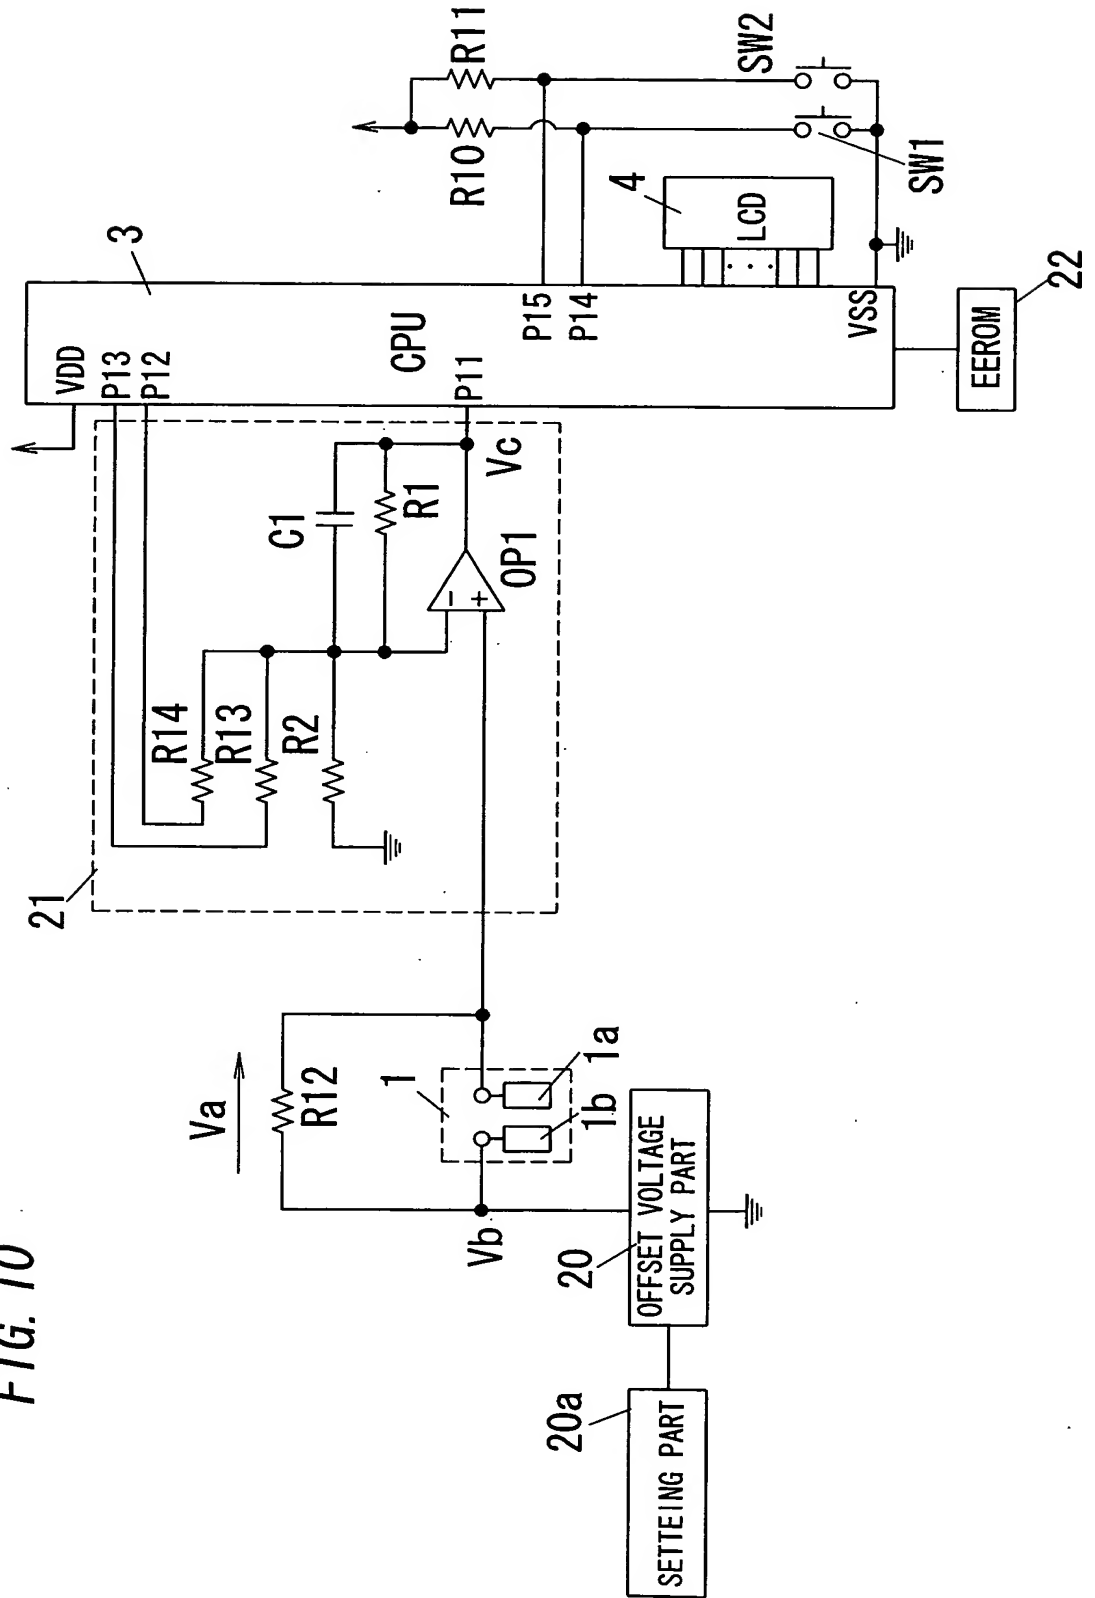 FIG. 10
Va
R12
1
1a
1b
Vb
20
OFFSET VOLTAGE
SUPPLY PART
20a
SETTEING PART
21
R14
R13
R2
C1
R1
-
+
OP1
Vc
3
VDD
P13
P12
CPU
P11
P15
P14
VSS
R10
R11
4
LCD
SW1
SW2
EEROM
22